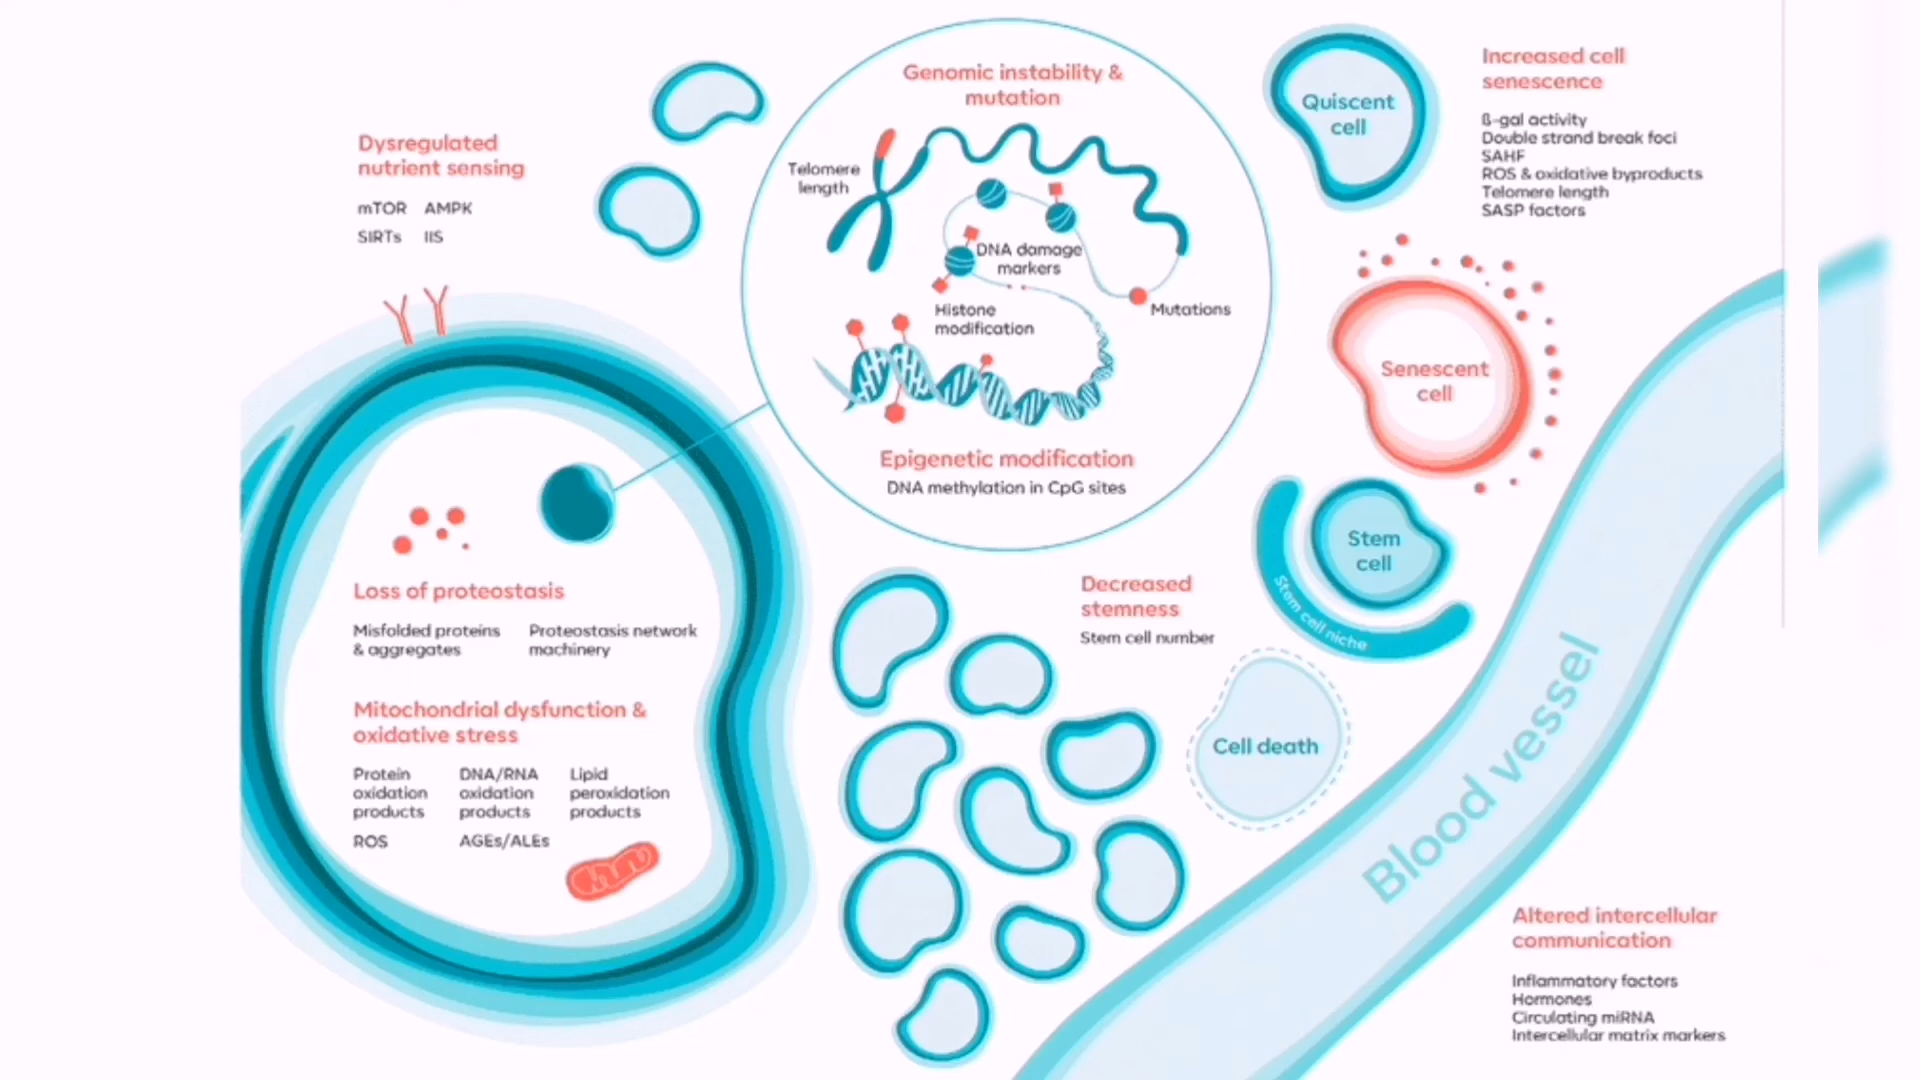 Dysregulated
nutrient sensing
mTOR AMPK
SIRTs IIS
Genomic instability &
mutation
Telomere
length
DNA damage
markers
Histone
modification
Mutations
Epigenetic modification
DNA methylation in CpG sites
Quiscent
cell
Increased cell
senescence
ß-gal activity
Double strand break foci
SAHF
ROS & oxidative byproducts
Telomere length
SASP factors
Senescent
cell
Stem
cell
Stem cell niche
Decreased
stemness
Stem cell number
Cell death
Blood vessel
Loss of proteostasis
Misfolded proteins
& aggregates
Proteostasis network
machinery
Mitochondrial dysfunction &
oxidative stress
Protein
oxidation
products
DNA/RNA
oxidation
products
Lipid
peroxidation
products
ROS
AGEs/ALEs
Altered intercellular
communication
Inflammatory factors
Hormones
Circulating miRNA
Intercellular matrix markers